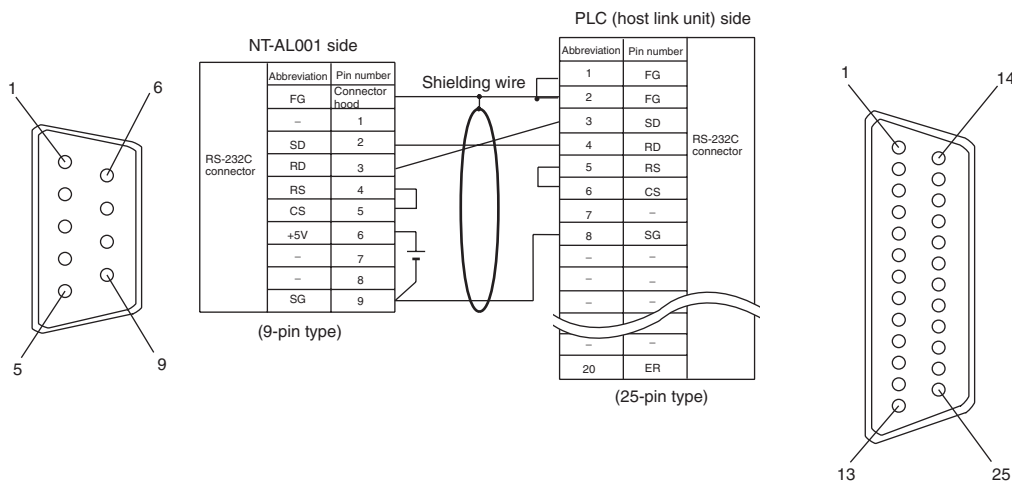 PLC (host link unit) side
NT-AL001 side
Shielding wire
RS-232C
connector
Abbreviation Pin number
FG Connector hood
– 1
SD 2
RD 3
RS 4
CS 5
+5V 6
– 7
– 8
SG 9
(9-pin type)
Abbreviation Pin number
1 FG
2 FG
3 SD
4 RD
5 RS
6 CS
7 –
8 SG
– –
– –
– –
– –
20 ER
RS-232C
connector
(25-pin type)
1
6
5
9
1
14
13
25